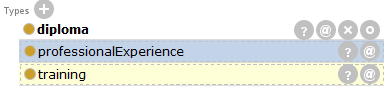 Types
diploma
professionalExperience
training